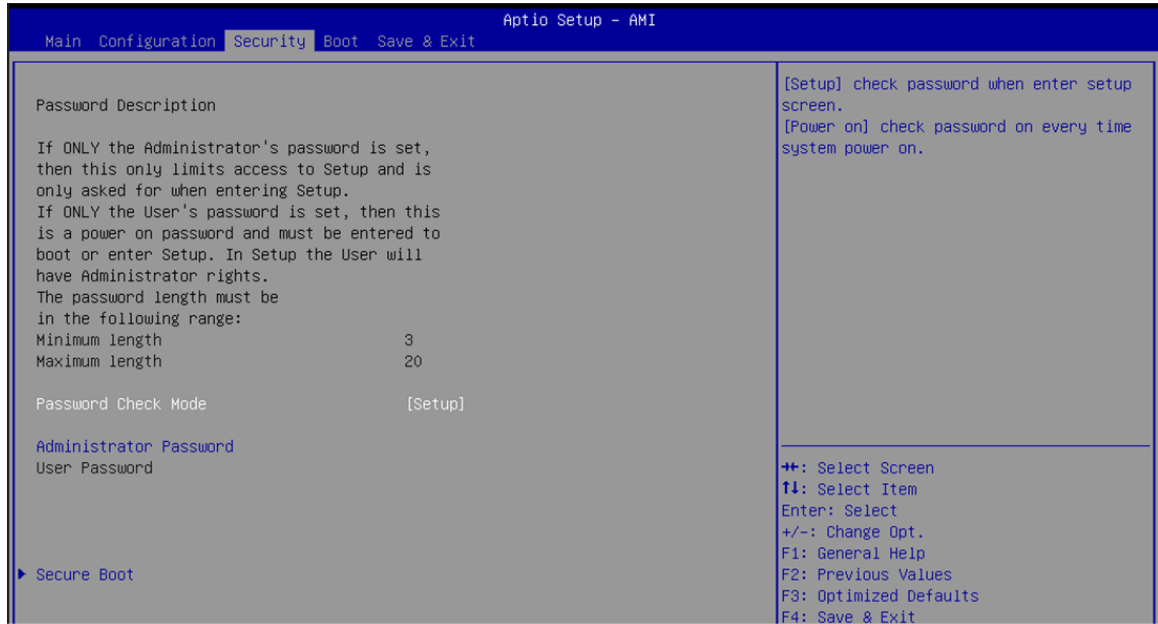 Aptio Setup – AMI
Main Configuration Security Boot Save & Exit
Password Description
If ONLY the Administrator's password is set,
then this only limits access to Setup and is
only asked for when entering Setup.
If ONLY the User's password is set, then this
is a power on password and must be entered to
boot or enter Setup. In Setup the User will
have Administrator rights.
The password length must be
in the following range:
Minimum length 3
Maximum length 20
Password Check Mode [Setup]
Administrator Password
User Password
Secure Boot
[Setup] check password when enter setup
screen.
[Power on] check password on every time
system power on.
→←: Select Screen
↑↓: Select Item
Enter: Select
+/-: Change Opt.
F1: General Help
F2: Previous Values
F3: Optimized Defaults
F4: Save & Exit